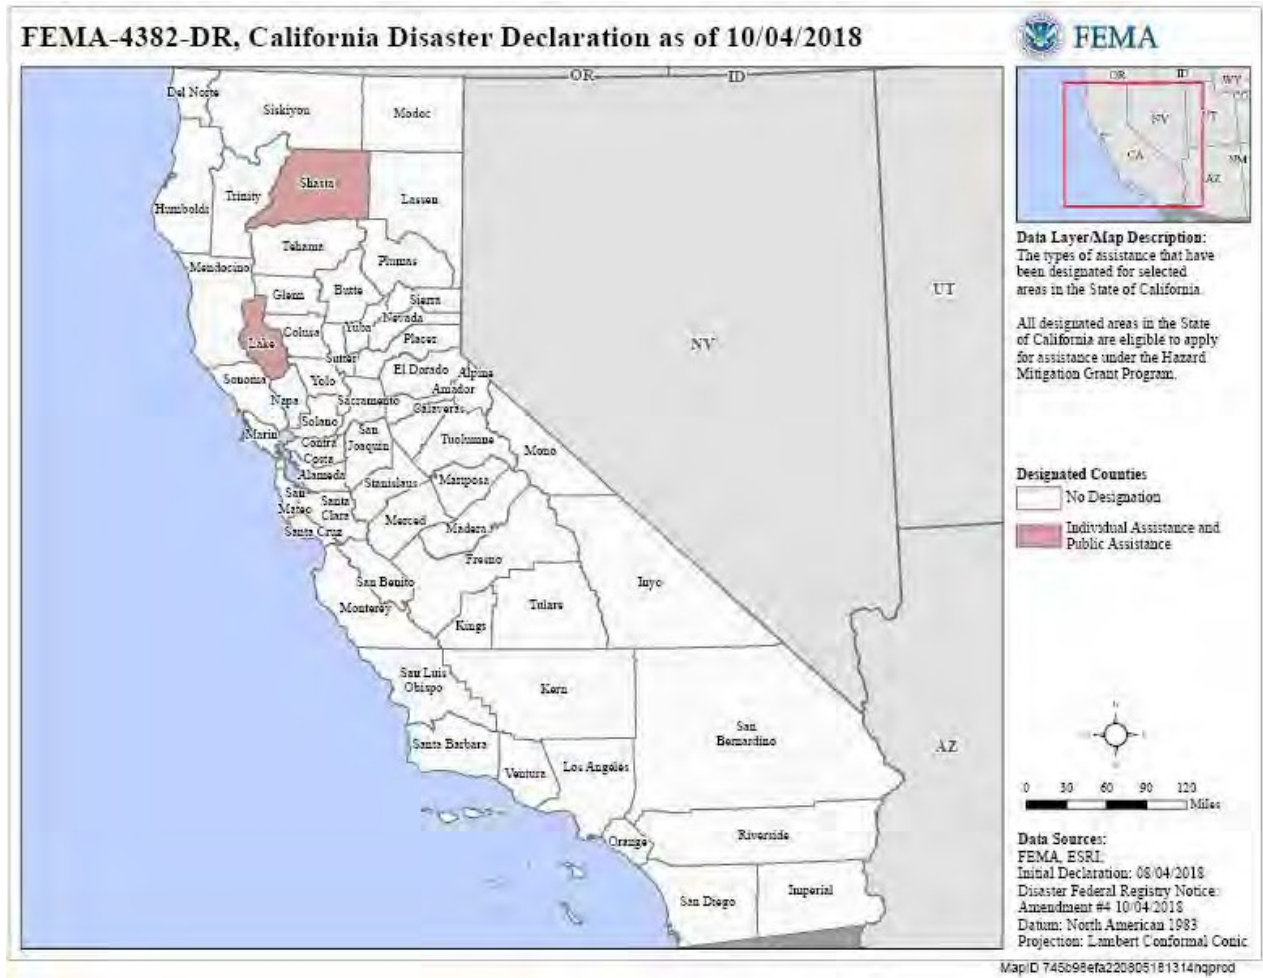 FEMA-4382-DR, California Disaster Declaration as of 10/04/2018
FEMA
OR
ID
Del Norte
Siskiyou
Modoc
Shasta
Trinity
Lassen
Humboldt
Tehama
Plumas
Mendocino
Glenn
Butte
Sierra
Nevada
Yuba
Colusa
Placer
Lake
Sutter
El Dorado
Alpine
Sonoma
Yolo
Amador
Napa
Sacramento
Calaveras
Solano
Marin
San
Joaquin
Contra
Costa
Tuolumne
Mono
Alameda
Stanislaus
Mariposa
San
Mateo
Santa
Clara
Merced
Madera
Santa Cruz
Fresno
San Benito
Inyo
Monterey
Tulare
Kings
San Luis
Obispo
Kern
San
Bernardino
Santa Barbara
Ventura
Los Angeles
Orange
Riverside
San Diego
Imperial
NV
UT
AZ
OR
ID
WY
NV
UT
CO
CA
AZ
NM
Data Layer/Map Description:
The types of assistance that have
been designated for selected
areas in the State of California.
All designated areas in the State
of California are eligible to apply
for assistance under the Hazard
Mitigation Grant Program.
Designated Counties
No Designation
Individual Assistance and
Public Assistance
0 30 60 90 120
Miles
Data Sources:
FEMA, ESRI;
Initial Declaration: 08/04/2018
Disaster Federal Registry Notice:
Amendment #4 10/04/2018
Datum: North American 1983
Projection: Lambert Conformal Conic